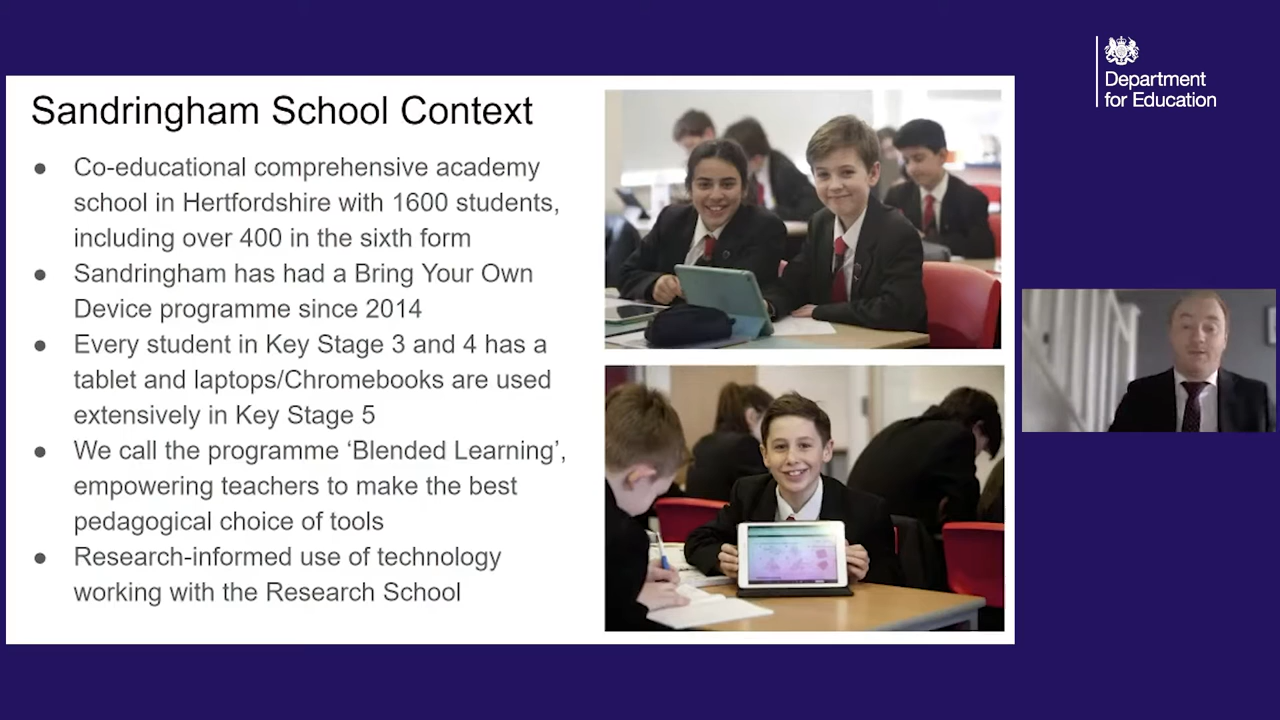 Sandringham School Context
● Co-educational comprehensive academy
school in Hertfordshire with 1600 students,
including over 400 in the sixth form
● Sandringham has had a Bring Your Own
Device programme since 2014
● Every student in Key Stage 3 and 4 has a
tablet and laptops/Chromebooks are used
extensively in Key Stage 5
● We call the programme ‘Blended Learning’,
empowering teachers to make the best
pedagogical choice of tools
● Research-informed use of technology
working with the Research School
Department
for Education